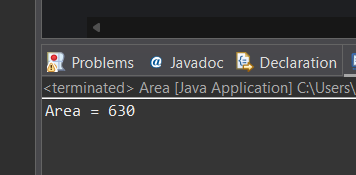 Problems @ Javadoc Declaration
<terminated> Area [Java Application] C:\Users\
Area = 630